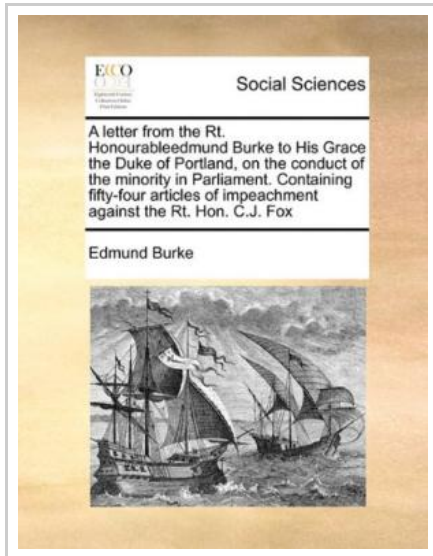 ECCO
Social Sciences
A letter from the Rt.
Honourableedmund Burke to His Grace
the Duke of Portland, on the conduct of
the minority in Parliament. Containing
fifty-four articles of impeachment
against the Rt. Hon. C.J. Fox
Edmund Burke